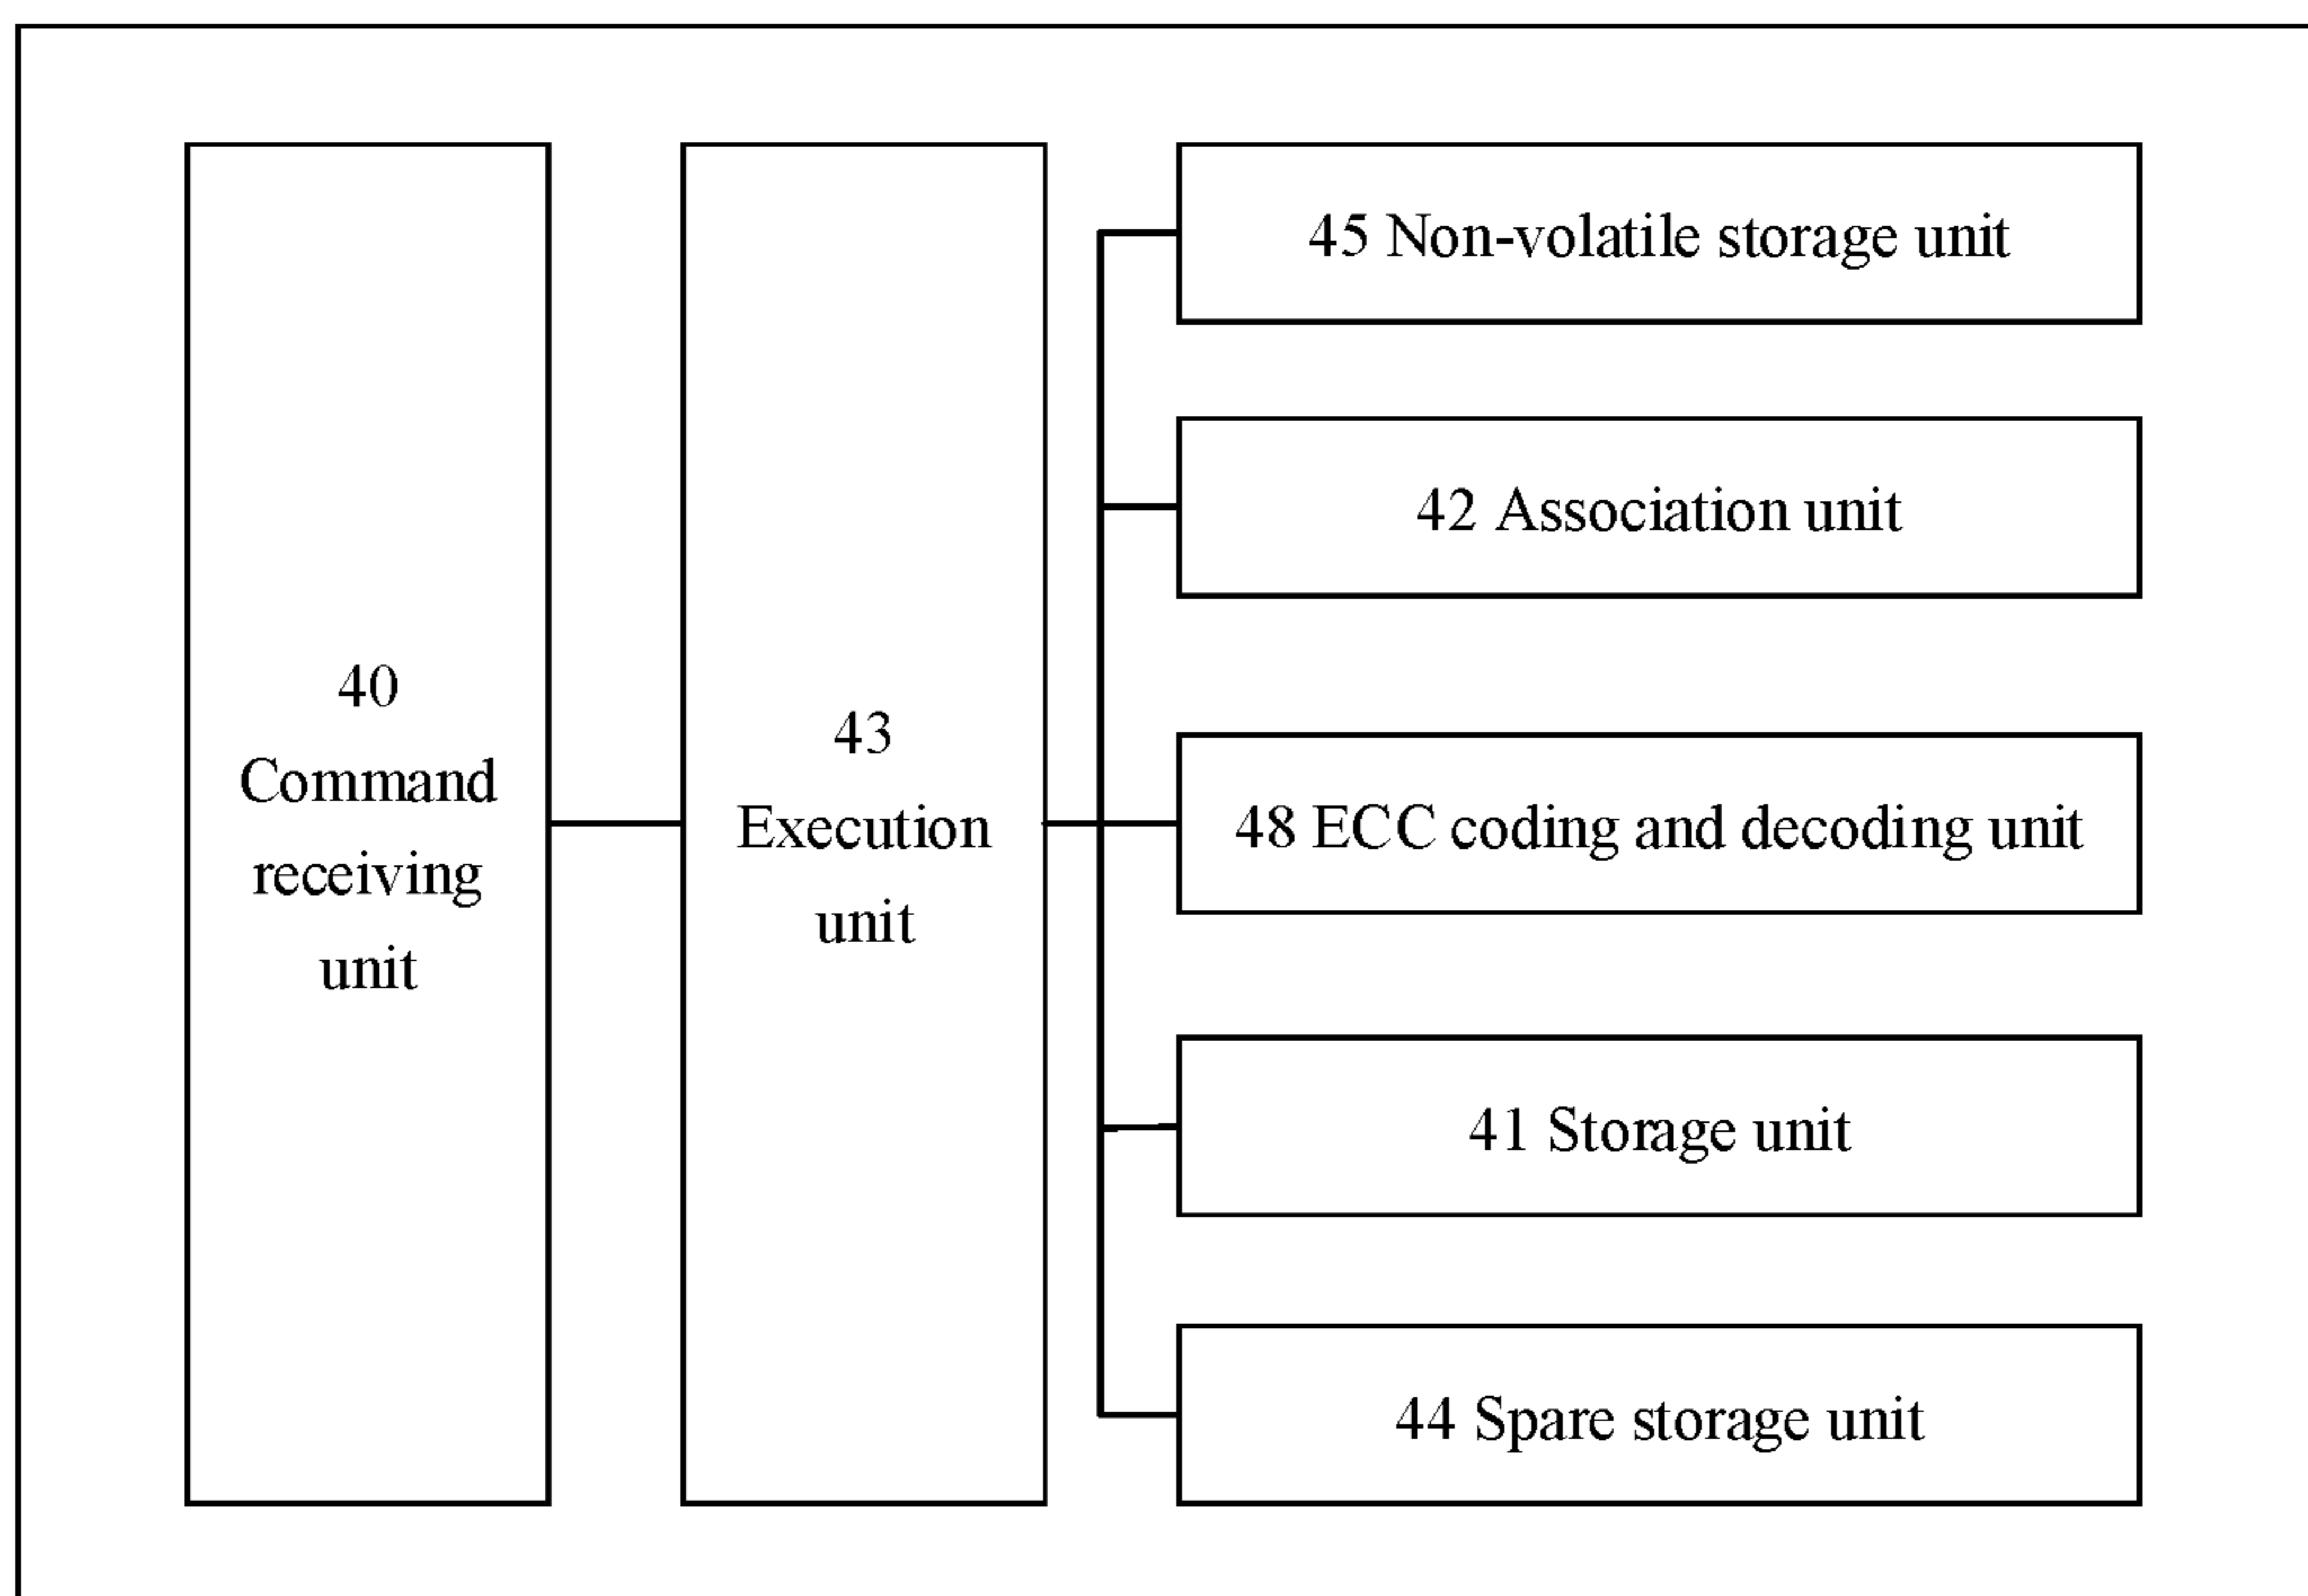 40
Command
receiving
unit
43
Execution
unit
45 Non-volatile storage unit
42 Association unit
48 ECC coding and decoding unit
41 Storage unit
44 Spare storage unit